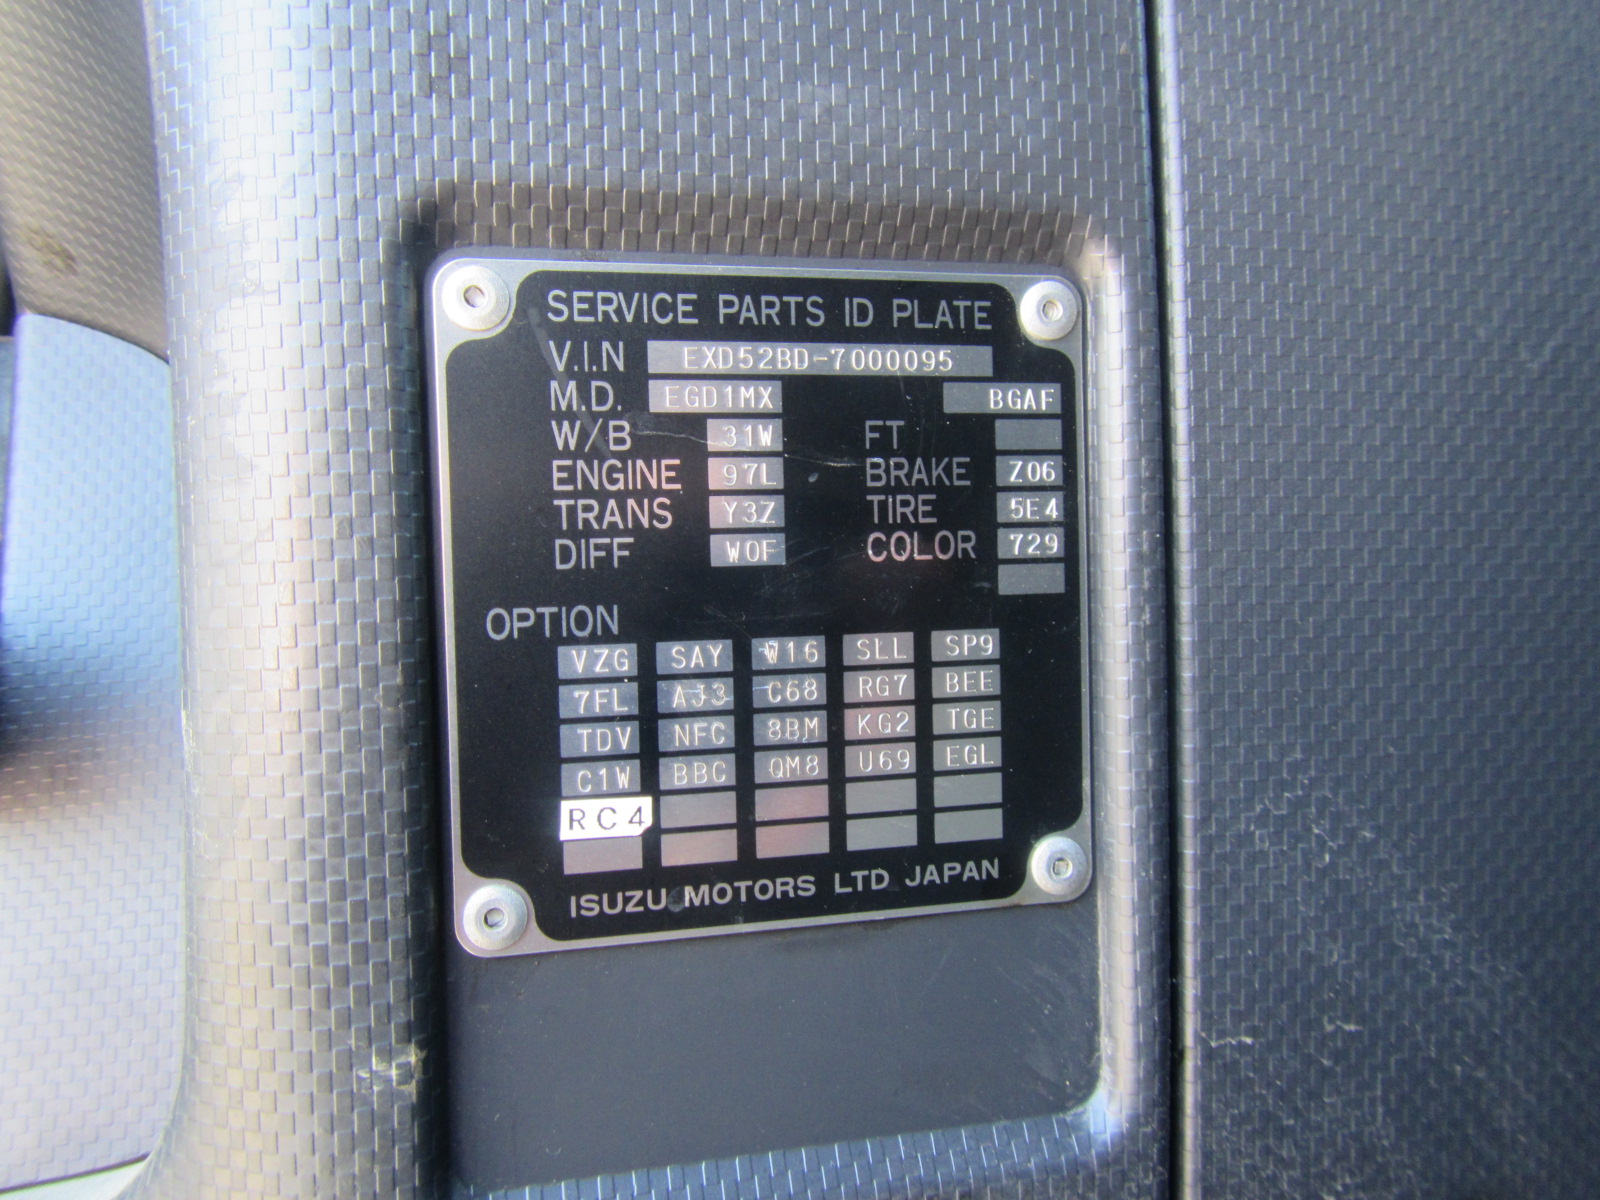 SERVICE PARTS ID PLATE
V.I.N EXD52BD-7000095
M.D. EGD1MX BGAF
W/B 31W FT
ENGINE 97L BRAKE Z06
TRANS Y3Z TIRE 5E4
DIFF W0F COLOR 729
OPTION
VZG SAY W16 SLL SP9
7FL AJ3 C68 RG7 BEE
TDV NFC 8BM KG2 TGE
C1W BBC QM8 U69 EGL
RC4
ISUZU MOTORS LTD JAPAN